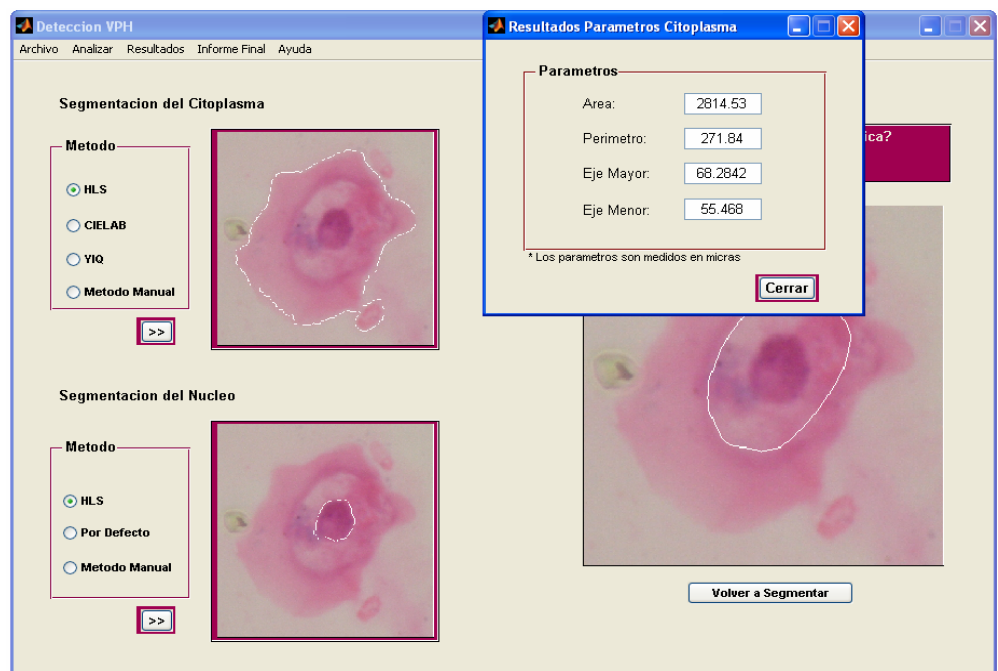 Deteccion VPH
Archivo Analizar Resultados Informe Final Ayuda
Segmentacion del Citoplasma
Metodo
HLS
CIELAB
YIQ
Metodo Manual
>>
Segmentacion del Nucleo
Metodo
HLS
Por Defecto
Metodo Manual
>>
Resultados Parametros Citoplasma
Parametros
Area: 2814.53
Perimetro: 271.84
Eje Mayor: 68.2842
Eje Menor: 55.468
* Los parametros son medidos en micras
Cerrar
Volver a Segmentar